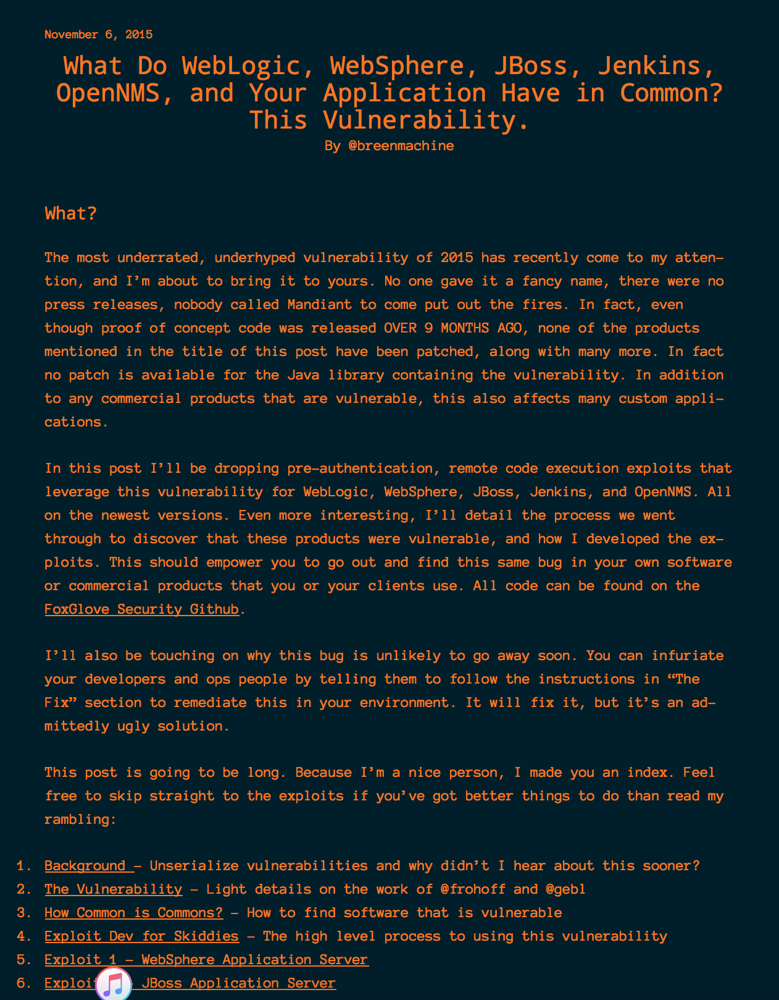 November 6, 2015
What Do WebLogic, WebSphere, JBoss, Jenkins,
OpenNMS, and Your Application Have in Common?
This Vulnerability.
By @breenmachine
What?
The most underrated, underhyped vulnerability of 2015 has recently come to my atten-
tion, and I’m about to bring it to yours. No one gave it a fancy name, there were no
press releases, nobody called Mandiant to come put out the fires. In fact, even
though proof of concept code was released OVER 9 MONTHS AGO, none of the products
mentioned in the title of this post have been patched, along with many more. In fact
no patch is available for the Java library containing the vulnerability. In addition
to any commercial products that are vulnerable, this also affects many custom appli-
cations.
In this post I’ll be dropping pre-authentication, remote code execution exploits that
leverage this vulnerability for WebLogic, WebSphere, JBoss, Jenkins, and OpenNMS. All
on the newest versions. Even more interesting, I’ll detail the process we went
through to discover that these products were vulnerable, and how I developed the ex-
ploits. This should empower you to go out and find this same bug in your own software
or commercial products that you or your clients use. All code can be found on the
FoxGlove Security Github.
I’ll also be touching on why this bug is unlikely to go away soon. You can infuriate
your developers and ops people by telling them to follow the instructions in “The
Fix” section to remediate this in your environment. It will fix it, but it’s an ad-
mittedly ugly solution.
This post is going to be long. Because I’m a nice person, I made you an index. Feel
free to skip straight to the exploits if you’ve got better things to do than read my
rambling:
1. Background – Unserialize vulnerabilities and why didn’t I hear about this sooner?
2. The Vulnerability – Light details on the work of @frohoff and @gebl
3. How Common is Commons? – How to find software that is vulnerable
4. Exploit Dev for Skiddies – The high level process to using this vulnerability
5. Exploit 1 – WebSphere Application Server
6. JBoss Application Server